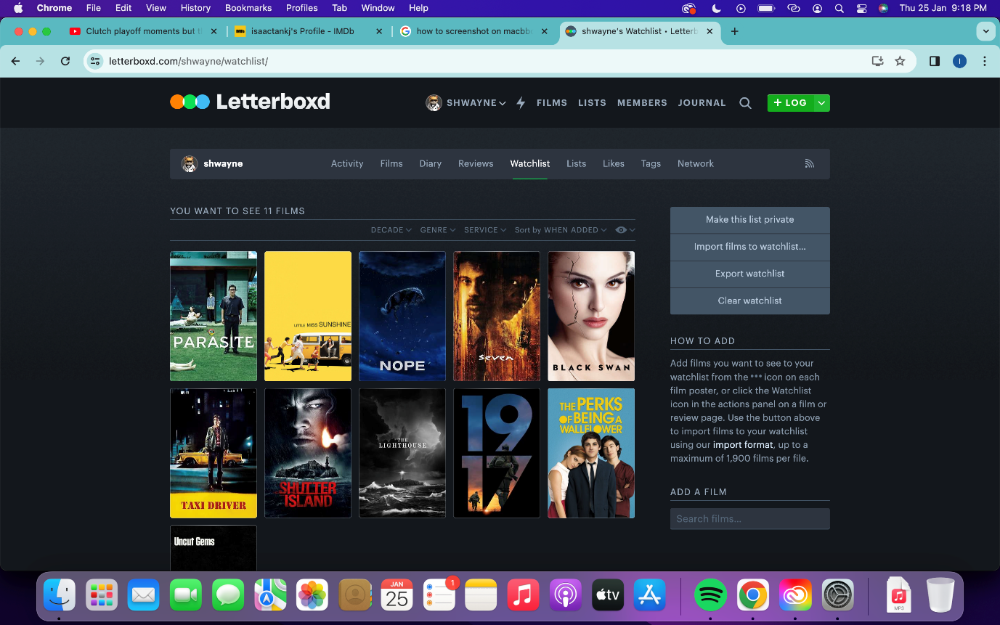 Chrome File Edit View History Bookmarks Profiles Tab Window Help Thu 25 Jan 9:18 PM
Clutch playoff moments but t isaactankj's Profile - IMDb how to screenshot on macbo shwayne's Watchlist • Letterb
letterboxd.com/shwayne/watchlist/ I
Letterboxd SHWAYNE FILMS LISTS MEMBERS JOURNAL + LOG
shwayne Activity Films Diary Reviews Watchlist Lists Likes Tags Network
YOU WANT TO SEE 11 FILMS
DECADE GENRE SERVICE Sort by WHEN ADDED
PARASITE
LITTLE MISS SUNSHINE
NOPE
seven
BLACK SWAN
TAXI DRIVER
SHUTTER
ISLAND
THE
LIGHTHOUSE
19
17
THE PERKS
OF BEING A
WALLFLOWER
Uncut Gems
Make this list private
Import films to watchlist...
Export watchlist
Clear watchlist
HOW TO ADD
Add films you want to see to your
watchlist from the ••• icon on each
film poster, or click the Watchlist
icon in the actions panel on a film or
review page. Use the button above
to import films to your watchlist
using our import format, up to a
maximum of 1,900 films per file.
ADD A FILM
Search films...
JAN
25
1
tv
MP3